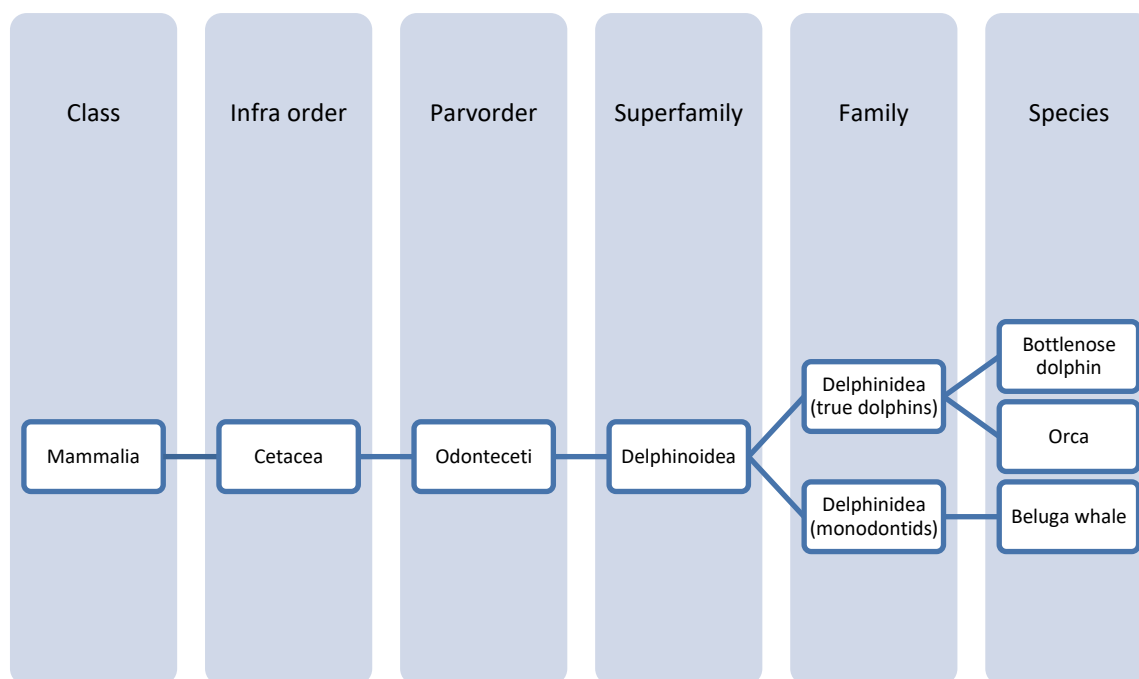 Class
Infra order
Parvorder
Superfamily
Family
Species
Mammalia
Cetacea
Odonteceti
Delphinoidea
Delphinidea
(true dolphins)
Delphinidea
(monodontids)
Bottlenose
dolphin
Orca
Beluga whale